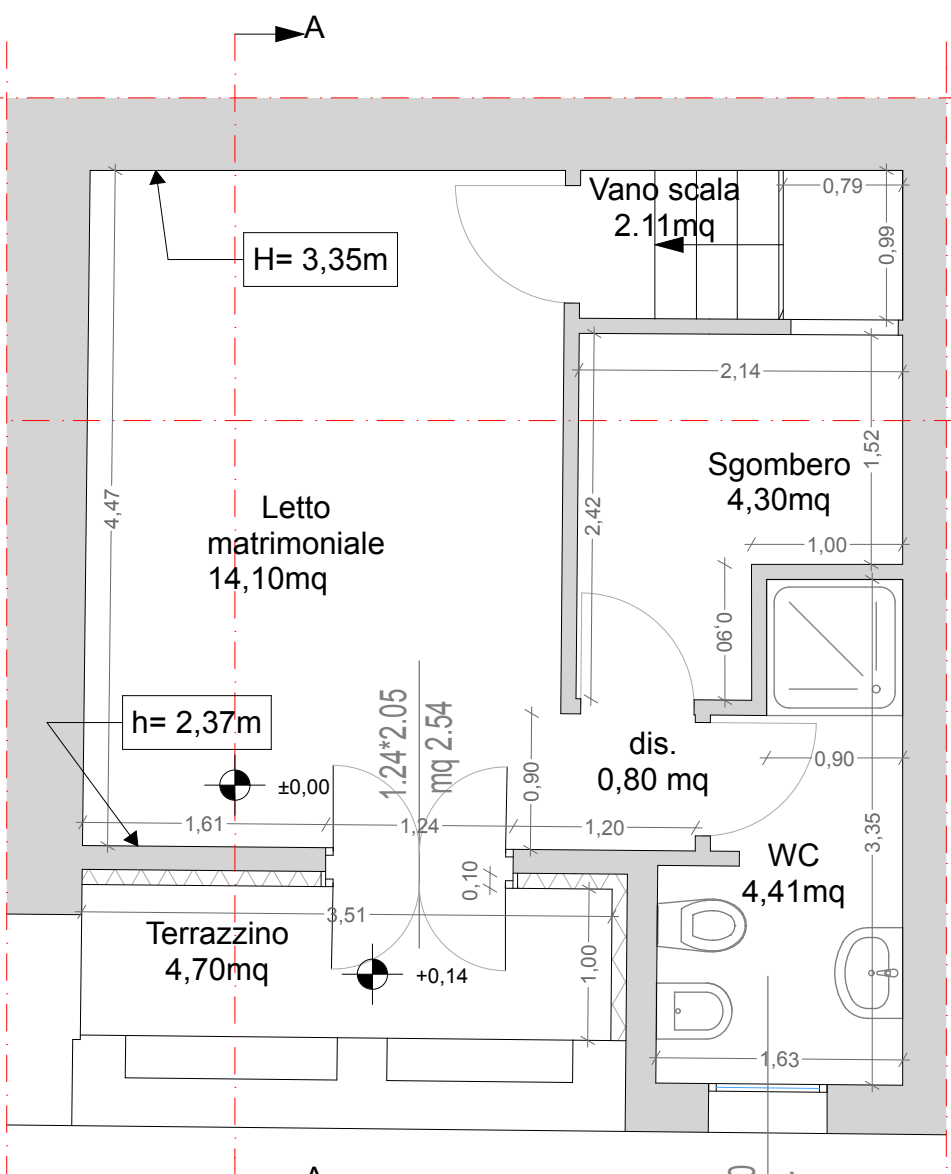 A
Vano scala
2.11mq
0,79
0,99
H= 3,35m
2,14
1,52
Sgombero
4,30mq
4,47
Letto
matrimoniale
14,10mq
2,42
1,00
0,90
h= 2,37m
1.24*2.05
mq 2.54
dis.
0,80 mq
±0,00
0,90
0,90
1,61
1,24
1,20
3,35
WC
4,41mq
0,10
3,51
Terrazzino
4,70mq
+0,14
1,00
1,63
A